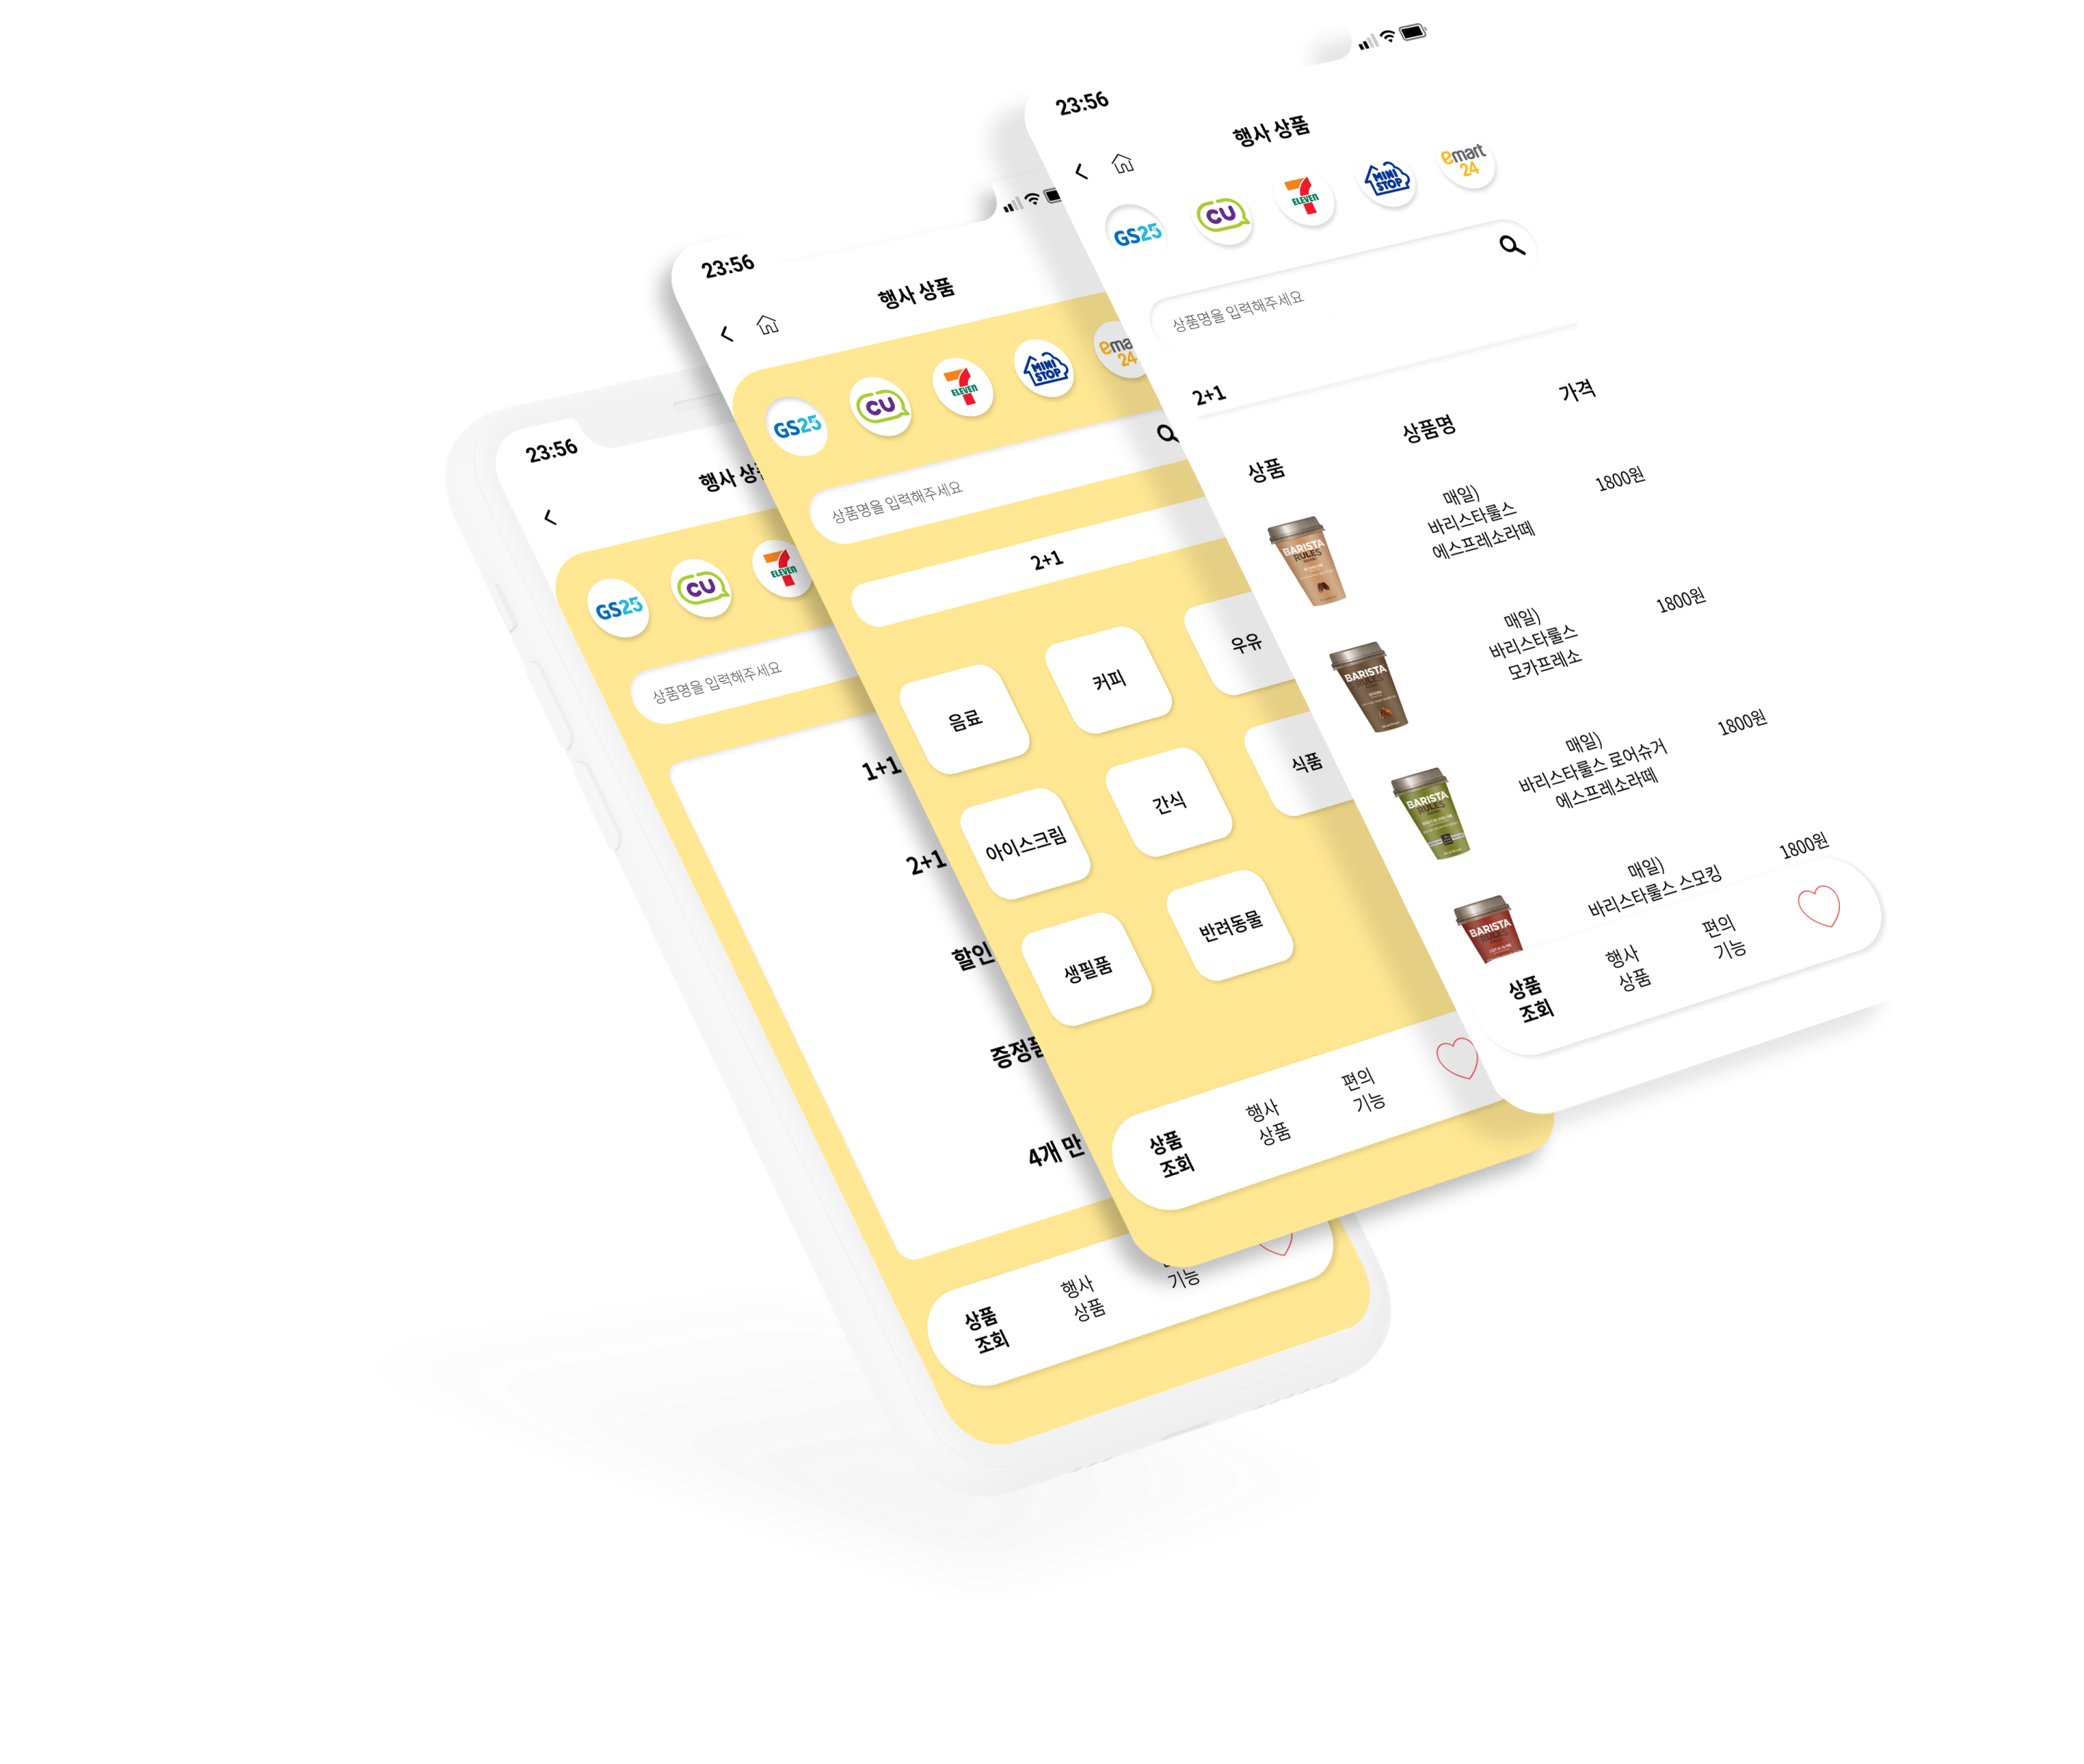 23:56
행사 상품
GS25
CU
7
ELEVEN
상품명을 입력해주세요
1+1
2+1
할인
4개 만
상품
조회
행사
상품
기능
23:56
행사 상품
GS25
CU
7
ELEVEN
MINI
STOP
24
상품명을 입력해주세요
2+1
음료
커피
우유
아이스크림
간식
식품
생필품
반려동물
상품
조회
행사
상품
편의
기능
23:56
행사 상품
GS25
CU
7
ELEVEN
MINI
STOP
emart
24
상품명을 입력해주세요
2+1
상품
상품명
가격
BARISTA
RULES
매일)
바리스타룰스
에스프레소라떼
1800원
BARISTA
RULES
매일)
바리스타룰스
모카프레소
1800원
BARISTA
RULES
매일)
바리스타룰스 로어슈거
에스프레소라떼
1800원
BARISTA
RULES
매일)
바리스타룰스 스모킹
1800원
상품
조회
행사
상품
편의
기능